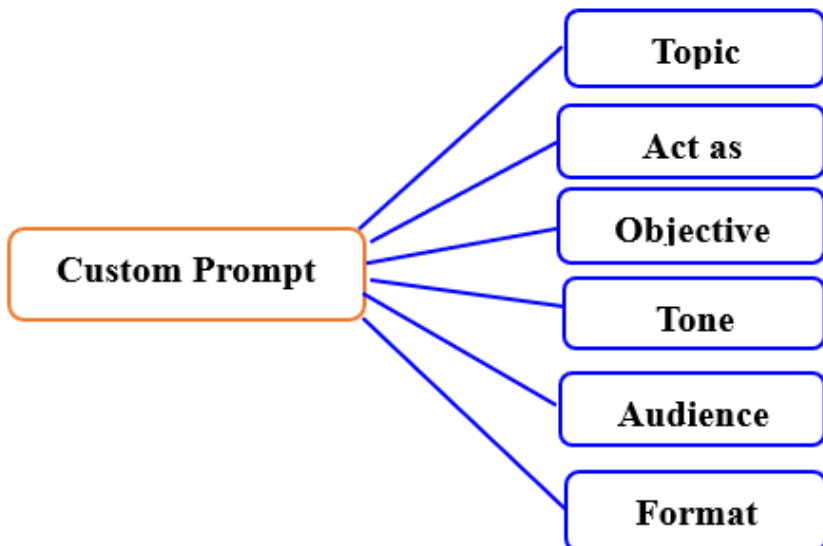 Topic
Act as
Objective
Custom Prompt
Tone
Audience
Format